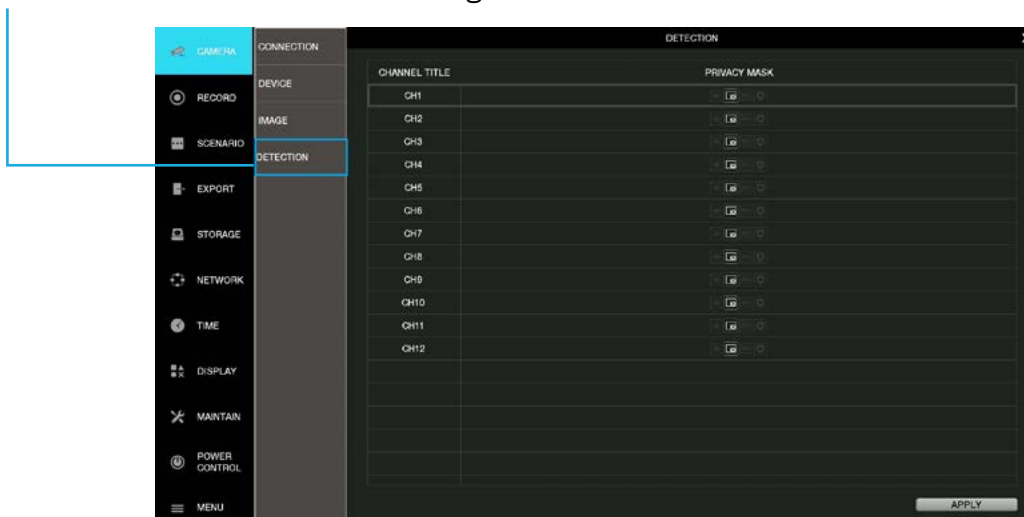 CAMERA
RECORD
SCENARIO
EXPORT
STORAGE
NETWORK
TIME
DISPLAY
MAINTAIN
POWER
CONTROL
MENU
CONNECTION
DEVICE
IMAGE
DETECTION
DETECTION
CHANNEL TITLE PRIVACY MASK
CH1
CH2
CH3
CH4
CH5
CH6
CH7
CH8
CH9
CH10
CH11
CH12
APPLY